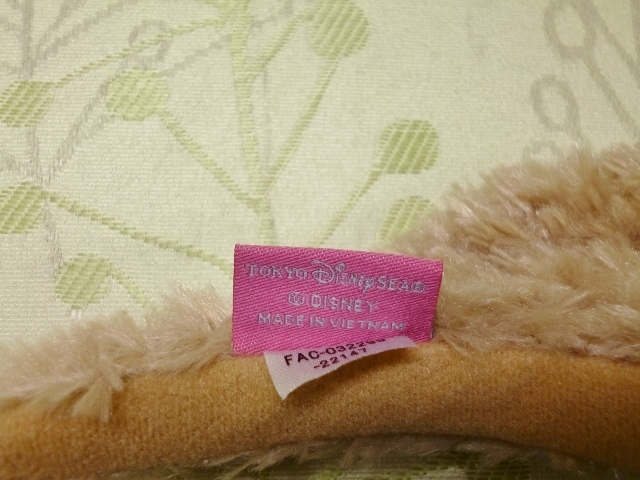 TOKYO DISNEYSEA®
© DISNEY
MADE IN VIETNAM
-22147